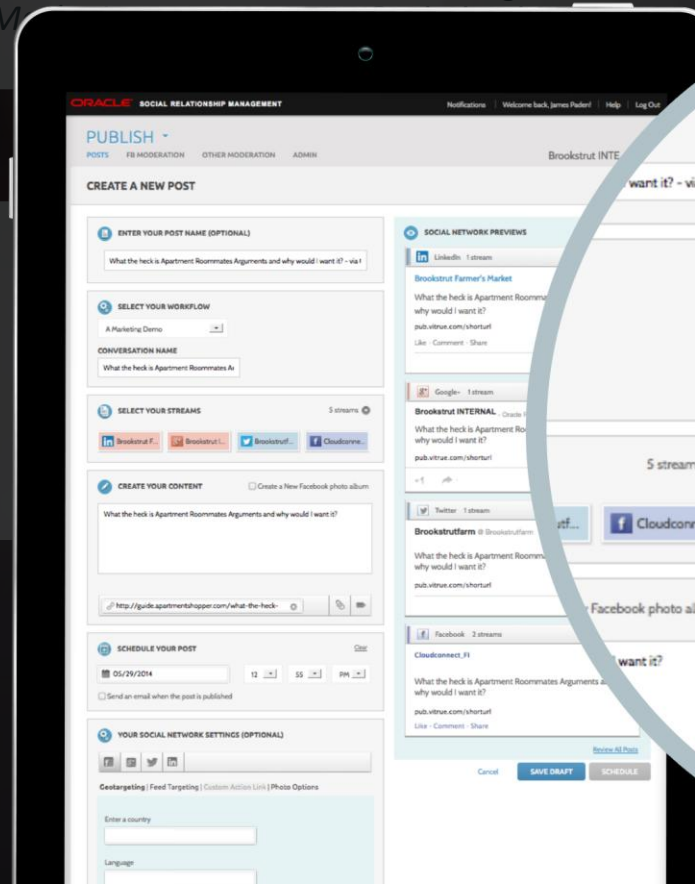 ORACLE SOCIAL RELATIONSHIP MANAGEMENT
Notifications | Welcome back, James Paden! | Help | Log Out
PUBLISH
POSTS FB MODERATION OTHER MODERATION ADMIN
Brookstrut INTE
CREATE A NEW POST
ENTER YOUR POST NAME (OPTIONAL)
What the heck is Apartment Roommates Arguments and why would I want it? - via
SELECT YOUR WORKFLOW
A Marketing Demo
CONVERSATION NAME
What the heck is Apartment Roommates Ar
SELECT YOUR STREAMS
5 streams
Brookstrut F...
Brookstrut I...
Brookstrutf...
Cloudconne...
CREATE YOUR CONTENT
Create a New Facebook photo album
What the heck is Apartment Roommates Arguments and why would I want it?
http://guide.apartmentshopper.com/what-the-heck-
SCHEDULE YOUR POST
Clear
05/29/2014
12 55 PM
Send an email when the post is published
YOUR SOCIAL NETWORK SETTINGS (OPTIONAL)
Geotargeting | Feed Targeting | Custom Action Link | Photo Options
Enter a country
Language
SOCIAL NETWORK PREVIEWS
LinkedIn 1 stream
Brookstrut Farmer's Market
What the heck is Apartment Roomma
why would I want it?
pub.vitrue.com/shorturl
Like · Comment · Share
Google+ 1 stream
Brookstrut INTERNAL - Oracle
What the heck is Apartment Ro
why would I want it?
pub.vitrue.com/shorturl
+1
Twitter 1 stream
Brookstrutfarm @ Brookstrutfarm
What the heck is Apartment Roomm
why would I want it?
pub.vitrue.com/shorturl
Facebook 2 streams
Cloudconnect_FI
What the heck is Apartment Roommates Arguments a
why would I want it?
pub.vitrue.com/shorturl
Like · Comment · Share
Review All Posts
Cancel
SAVE DRAFT
SCHEDULE
want it? - vi
5 stream
utf...
Cloudconn
Facebook photo al
want it?